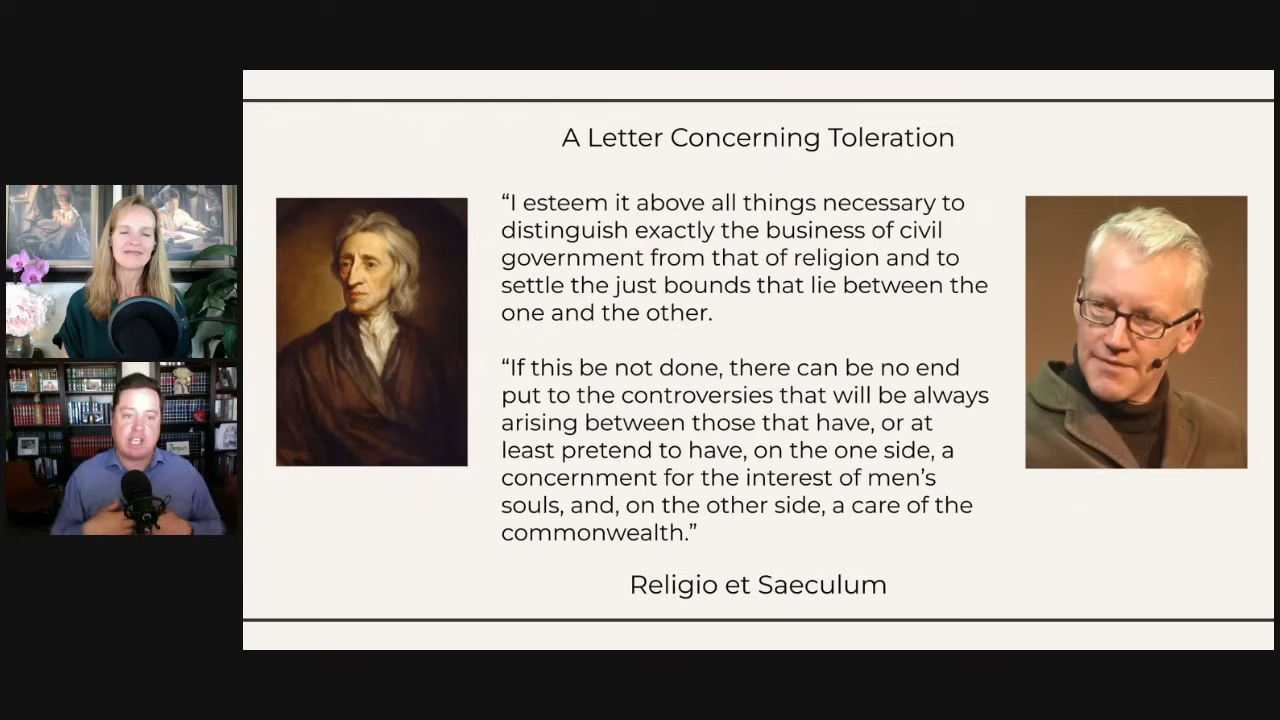 A Letter Concerning Toleration
“I esteem it above all things necessary to
distinguish exactly the business of civil
government from that of religion and to
settle the just bounds that lie between the
one and the other.
“If this be not done, there can be no end
put to the controversies that will be always
arising between those that have, or at
least pretend to have, on the one side, a
concernment for the interest of men’s
souls, and, on the other side, a care of the
commonwealth.”
Religio et Saeculum